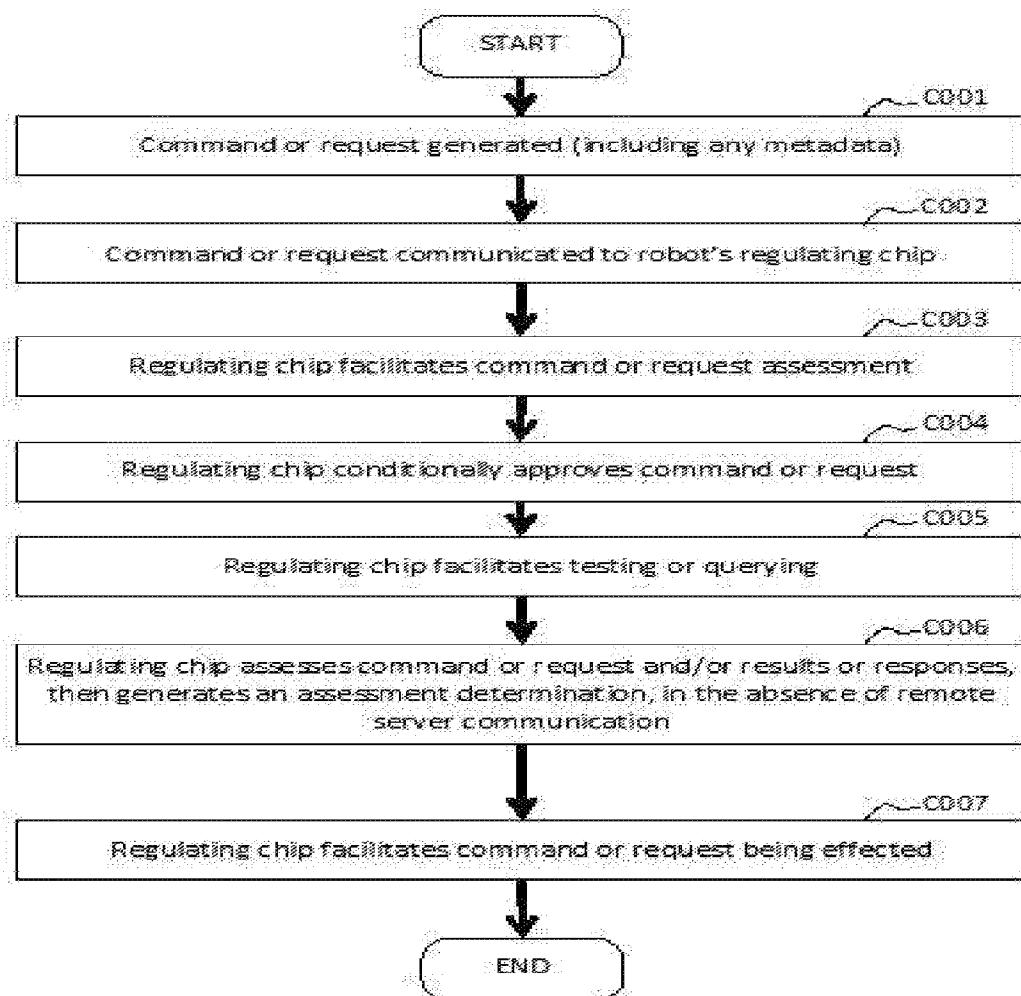 START
C001
Command or request generated (including any metadata)
C002
Command or request communicated to robot's regulating chip
C003
Regulating chip facilitates command or request assessment
C004
Regulating chip conditionally approves command or request
C005
Regulating chip facilitates testing or querying
C006
Regulating chip assesses command or request and/or results or responses,
then generates an assessment determination, in the absence of remote
server communication
C007
Regulating chip facilitates command or request being effected
END